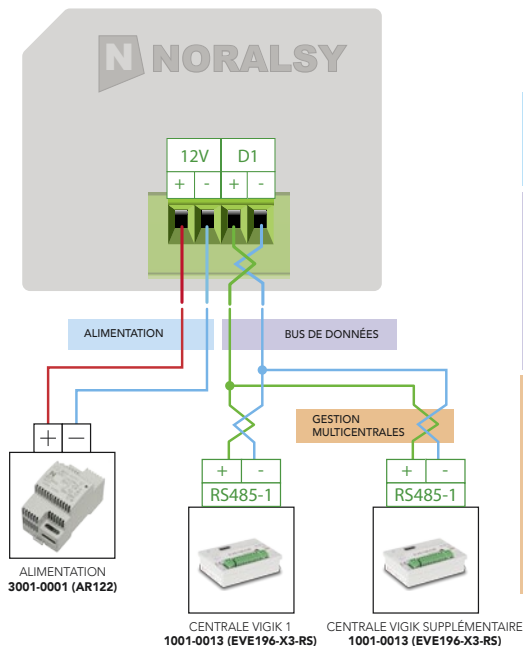 NORALSY
12V D1
+ - + -
ALIMENTATION
BUS DE DONNÉES
GESTION
MULTICENTRALES
+ -
+ -
RS485-1
+ -
RS485-1
ALIMENTATION
3001-0001 (AR122)
CENTRALE VIGIK 1
1001-0013 (EVE196-X3-RS)
CENTRALE VIGIK SUPPLÉMENTAIRE
1001-0013 (EVE196-X3-RS)